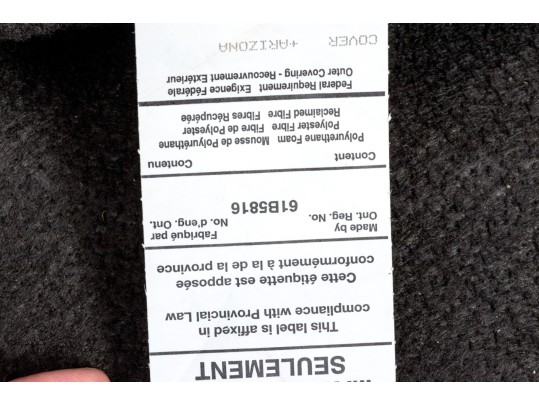 SEULEMENT
This label is affixed in
compliance with Provincial Law
Cette étiquette est apposée
conformément à la de la province
Made by Fabriqué par
Ont. Reg. No. No. d'eng. Ont.
61B5816
Content Contenu
Polyurethane Foam Mousse de Polyuréthane
Polyester Fibre Fibre de Polyester
Reclaimed Fibre Fibres Récupérée
Federal Requirement Exigence Fédérale
Outer Covering - Recouvrement Extérieur
COVER +ARIZONA